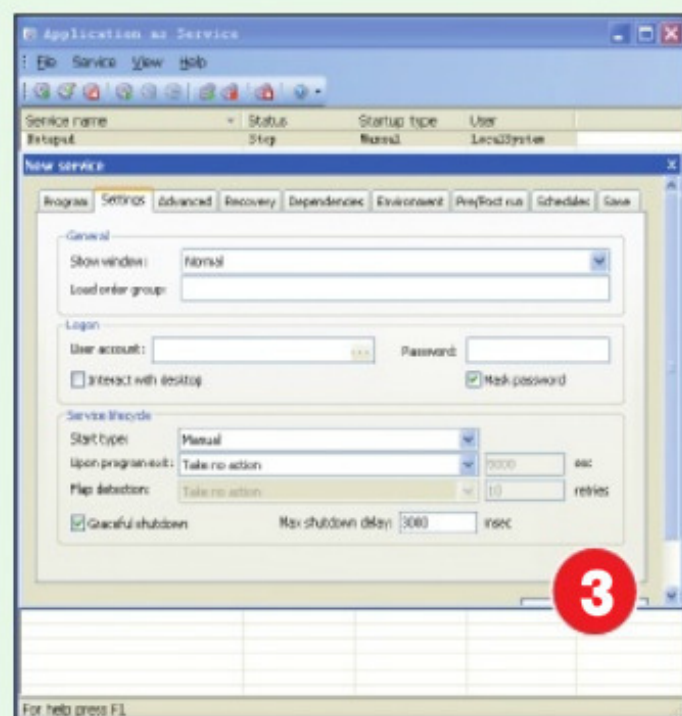 Application as Service
File Service View Help
Service name Status Startup type User
Notepad Stop Manual LocalSystem
New service
Program Settings Advanced Recovery Dependencies Environment Pre/Post run Schedules Save
General
Show window: Normal
Load order group:
Logon
User account: ... Password:
Interact with desktop Mask password
Service lifecycle
Start type: Manual
Upon program exit: Take no action sec
Flap detection: Take no action 10 retries
Graceful shutdown Max shutdown delay: 3000 msec
3
For help press F1